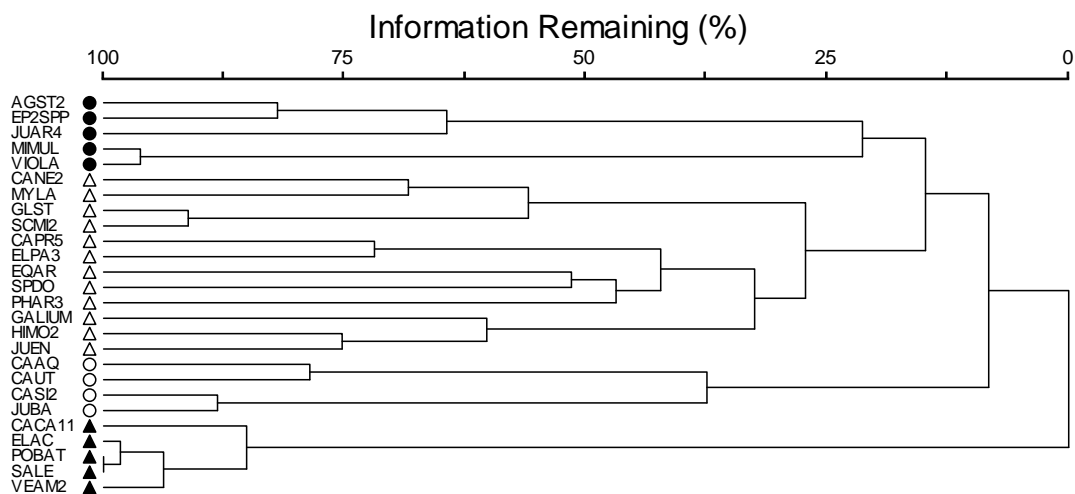 Information Remaining (%)
100 75 50 25 0
AGST2
EP2SPP
JUAR4
MIMUL
VIOLA
CANE2
MYLA
GLST
SCMI2
CAPR5
ELPA3
EQAR
SPDO
PHAR3
GALIUM
HIMO2
JUEN
CAAQ
CAUT
CASI2
JUBA
CACA11
ELAC
POBAT
SALE
VEAM2